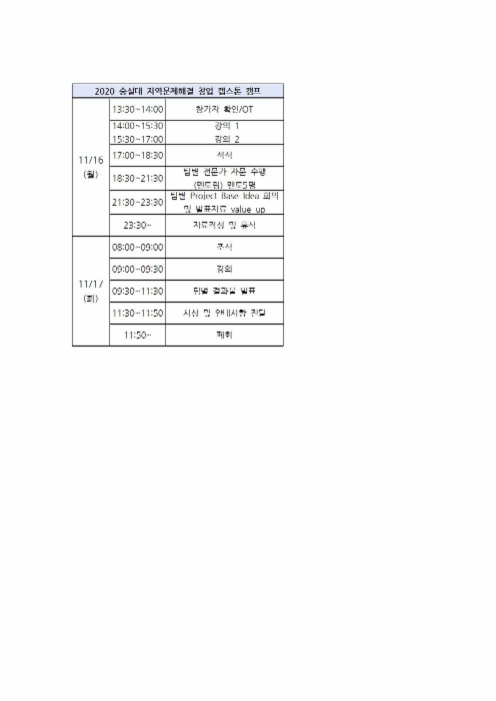 2020 숭실대 지역문제해결 창업 캡스톤 캠프
11/16
(월)
13:30~14:00 참가자 확인/OT
14:00~15:30 강의 1
15:30~17:00 강의 2
17:00~18:30 석식
18:30~21:30 팀별 전문가 자문 수행
(멘토링) 멘토5명
21:30~23:30 팀별 Project Base Idea 회의
및 발표자료 value up
23:30~ 자료작성 및 휴식
11/17
(화)
08:00~09:00 조식
09:00~09:30 강의
09:30~11:30 팀별 결과물 발표
11:30~11:50 시상 및 안내사항 전달
11:50~ 폐회